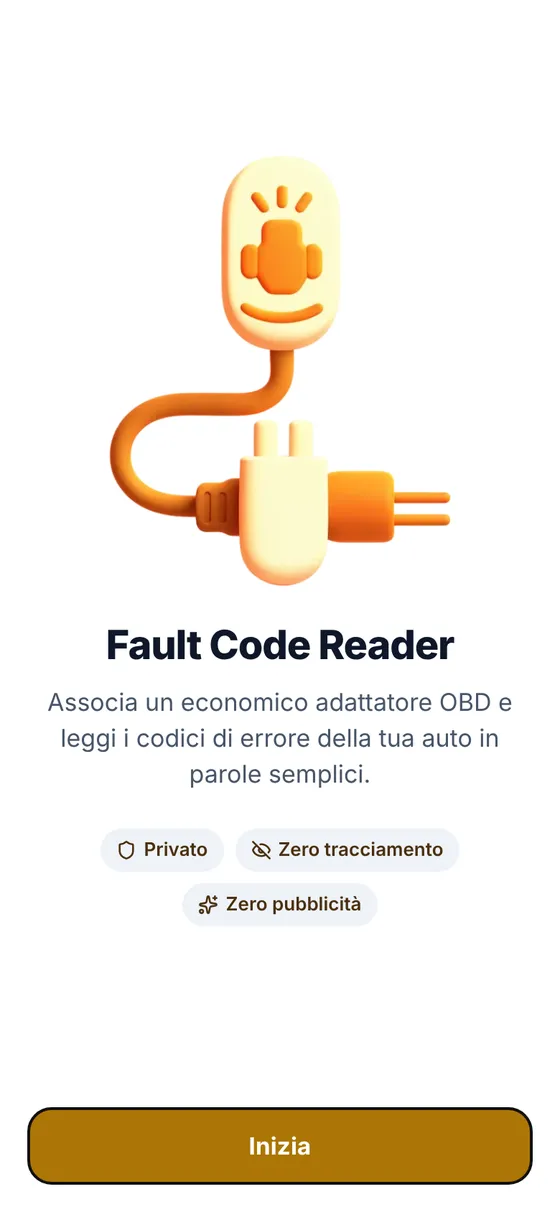 Fault Code Reader
Associa un economico adattatore OBD e
leggi i codici di errore della tua auto in
parole semplici.
Privato
Zero tracciamento
Zero pubblicità
Inizia